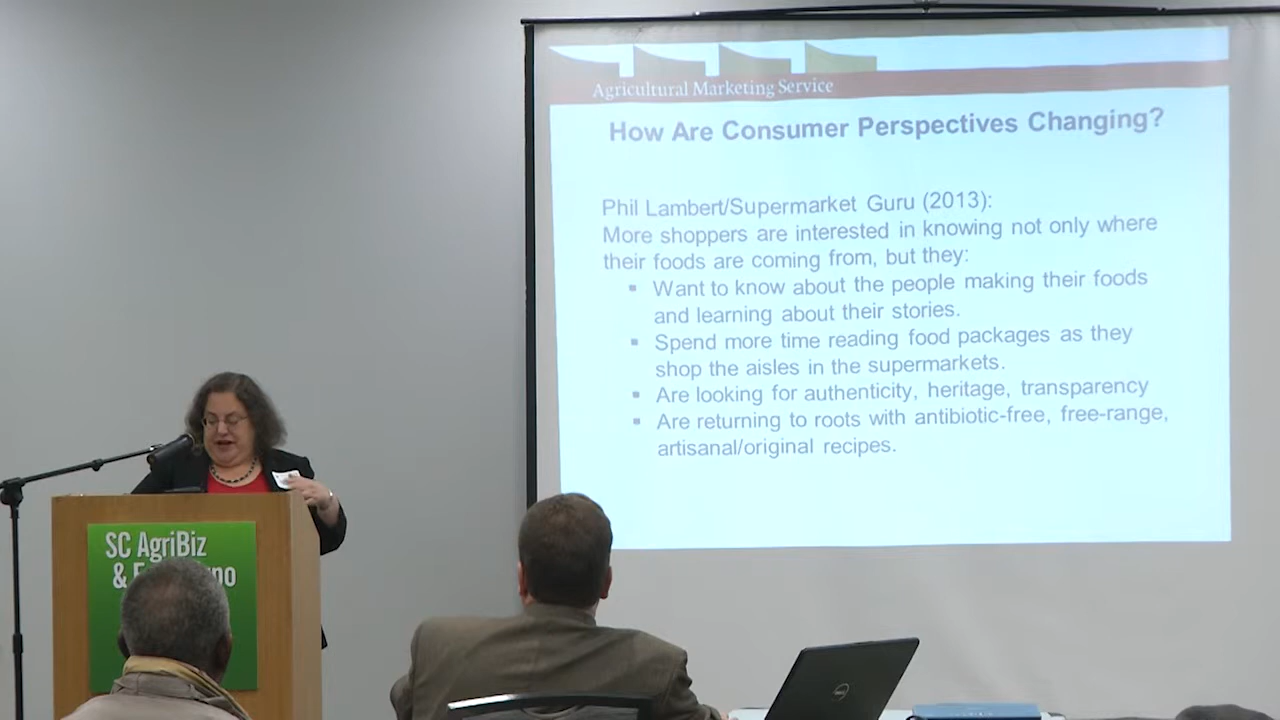 Agricultural Marketing Service
How Are Consumer Perspectives Changing?
Phil Lambert/Supermarket Guru (2013):
More shoppers are interested in knowing not only where
their foods are coming from, but they:
▪ Want to know about the people making their foods
and learning about their stories.
▪ Spend more time reading food packages as they
shop the aisles in the supermarkets.
▪ Are looking for authenticity, heritage, transparency
▪ Are returning to roots with antibiotic-free, free-range,
artisanal/original recipes.
SC AgriBiz
&
DELL